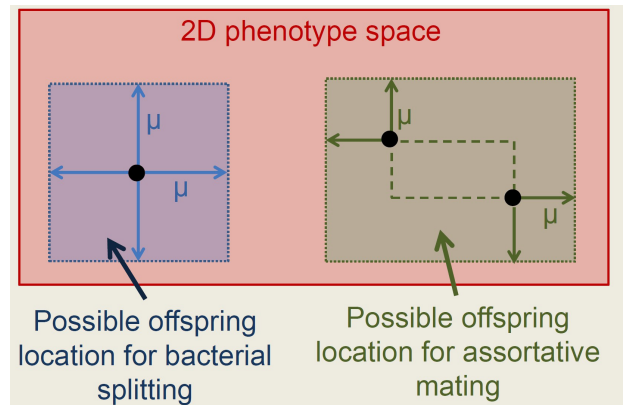 2D phenotype space
μ
μ
μ
μ
Possible offspring
location for bacterial
splitting
Possible offspring
location for assortative
mating